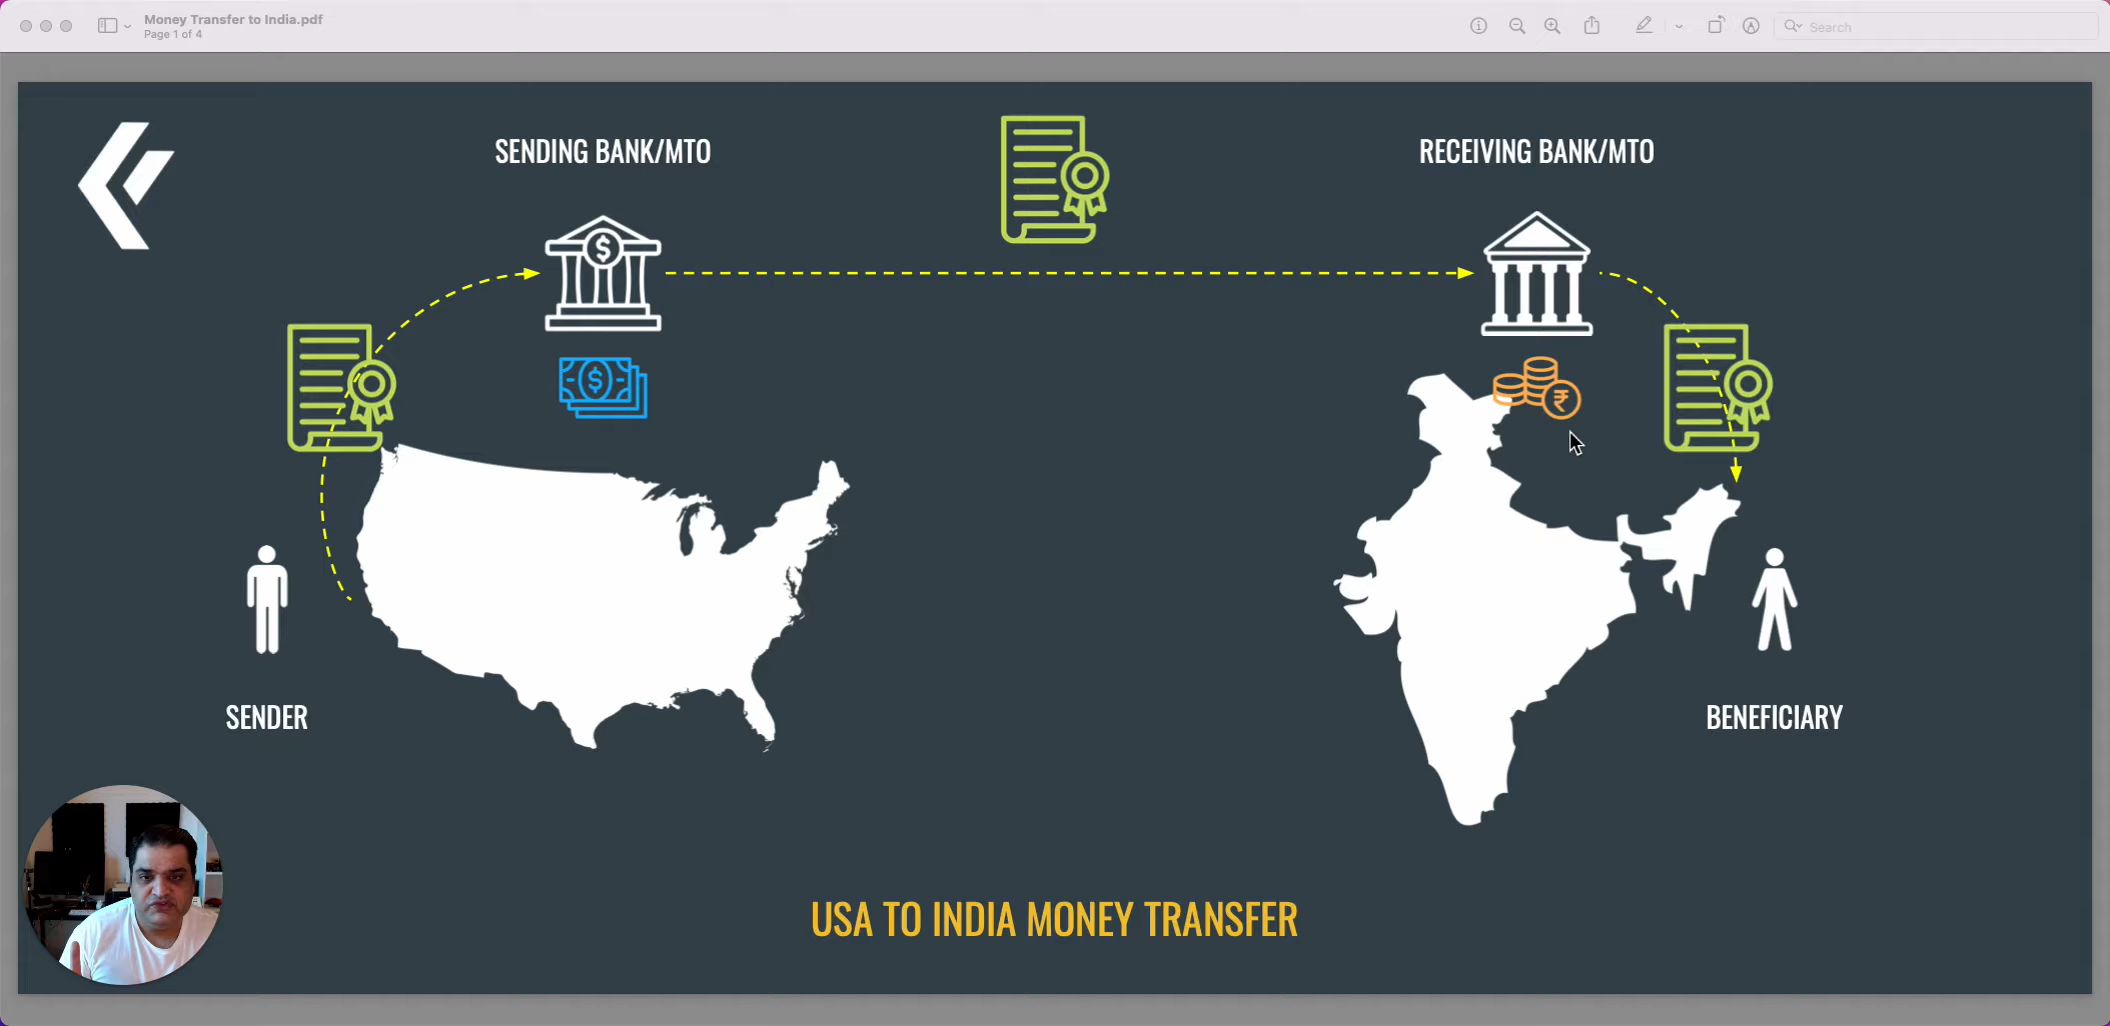 Money Transfer to India.pdf
Page 1 of 4
Search
SENDING BANK/MTO
RECEIVING BANK/MTO
$
$
₹
SENDER
BENEFICIARY
USA TO INDIA MONEY TRANSFER